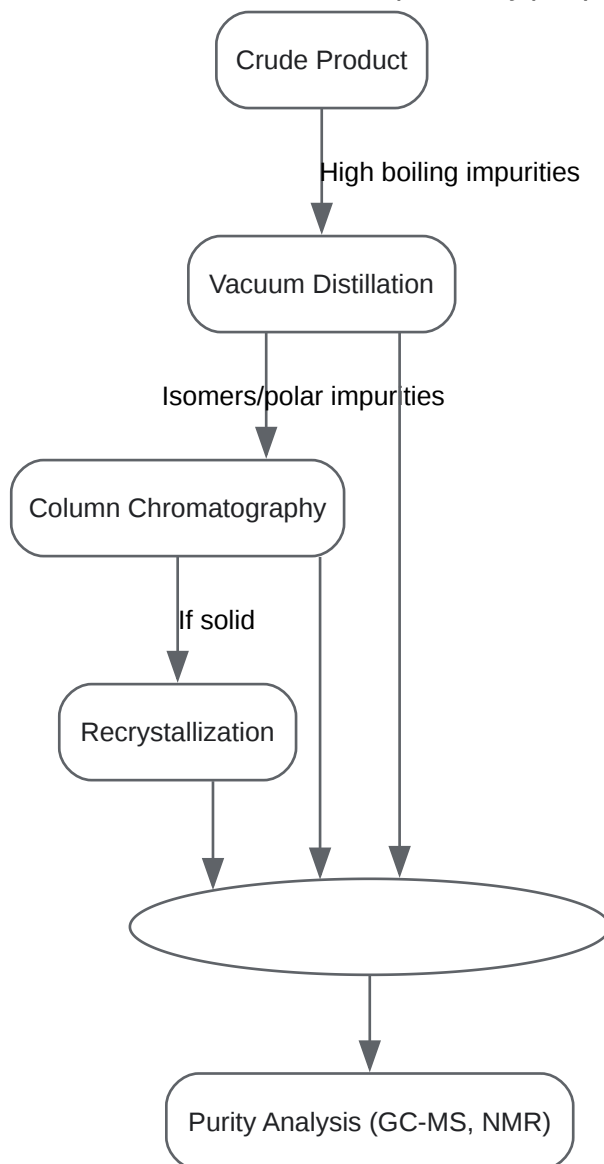 Crude Product
High boiling impurities
Vacuum Distillation
Isomers/polar impurities
Column Chromatography
If solid
Recrystallization
Purity Analysis (GC-MS, NMR)